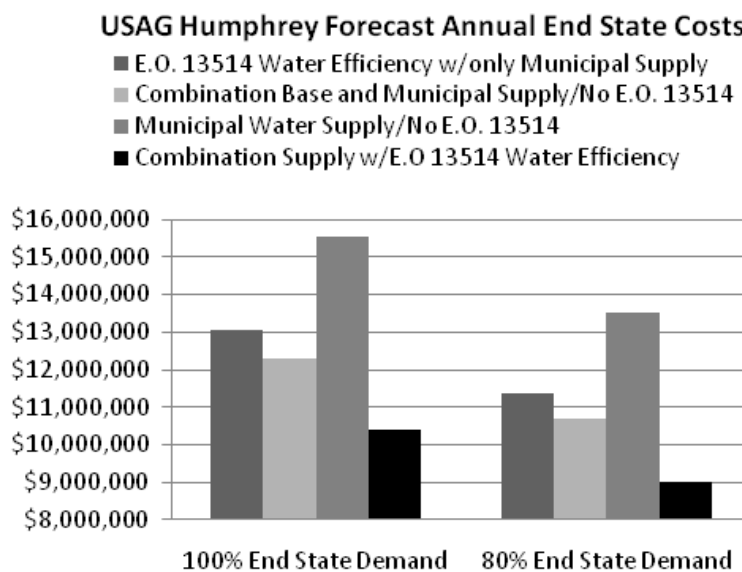 USAG Humphrey Forecast Annual End State Costs
E.O. 13514 Water Efficiency w/only Municipal Supply
Combination Base and Municipal Supply/No E.O. 13514
Municipal Water Supply/No E.O. 13514
Combination Supply w/E.O 13514 Water Efficiency
$16,000,000
$15,000,000
$14,000,000
$13,000,000
$12,000,000
$11,000,000
$10,000,000
$9,000,000
$8,000,000
100% End State Demand 80% End State Demand